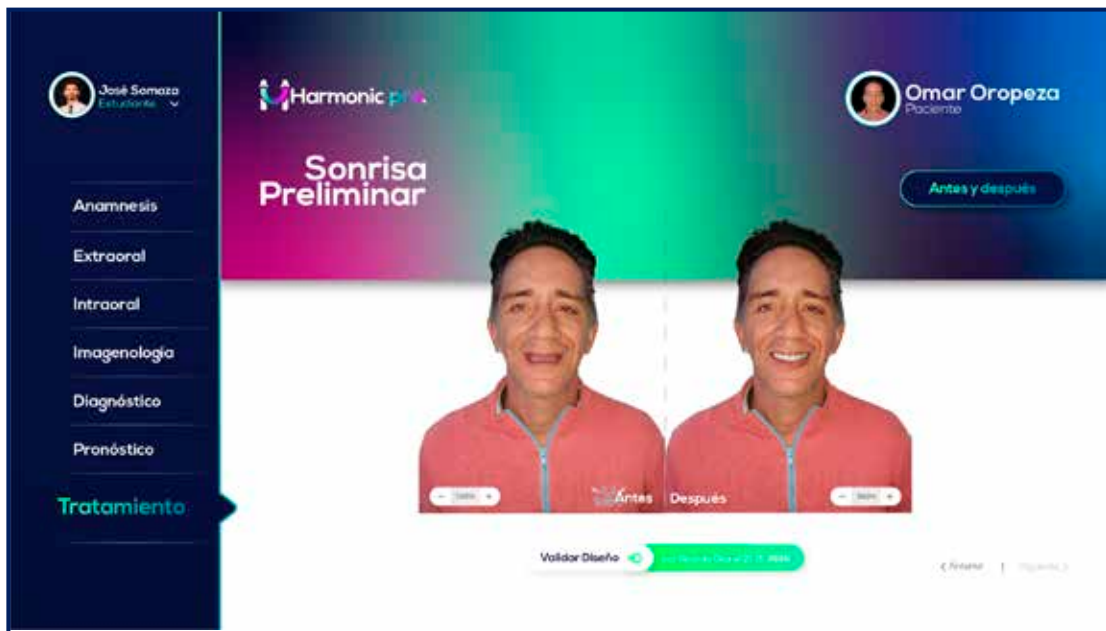 José Somoza
Estudiante
Harmonic pro.
Omar Oropeza
Paciente
Sonrisa
Preliminar
Antes y después
Anamnesis
Extraoral
Intraoral
Imagenología
Diagnóstico
Pronóstico
Tratamiento
Antes
Después
Validar Diseño